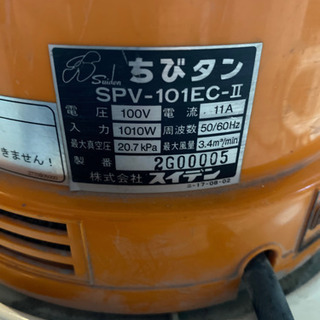 Suiden ちびタン
SPV-101EC-II
電圧 100V 電流 11A
入力 1010W 周波数 50/60Hz
最大真空圧 20.7kPa 最大風量 3.4m³/min
製番 2G00005
株式会社 スイデン
きません!